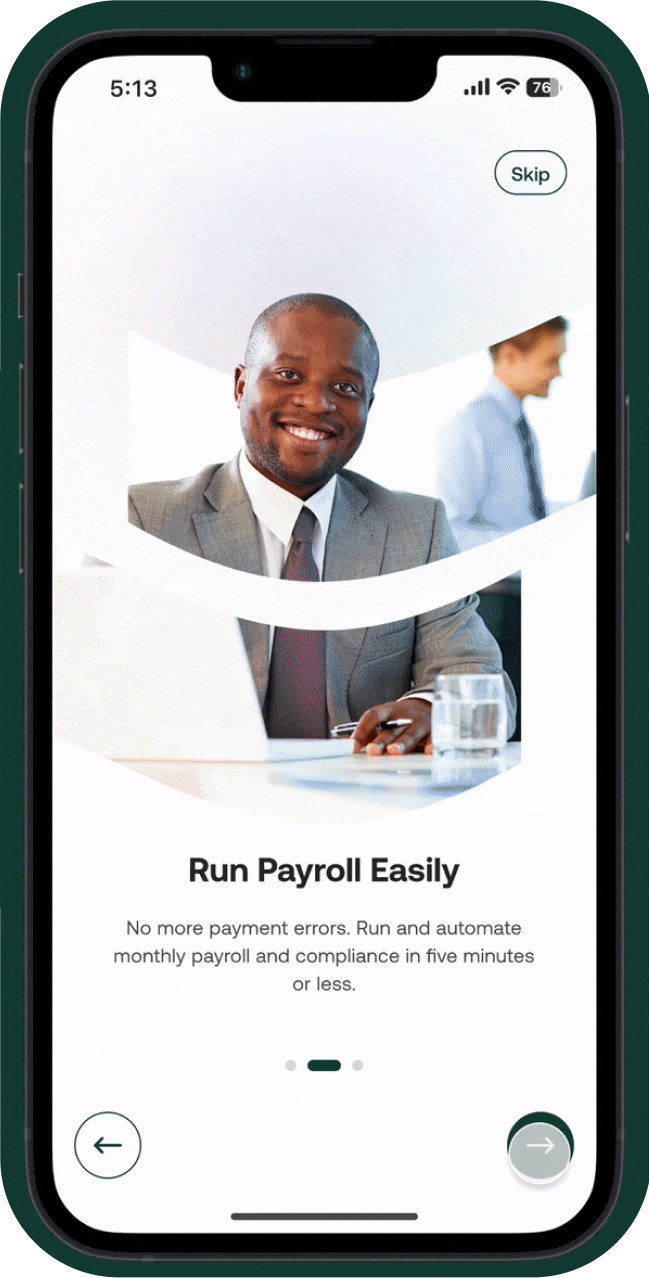 5:13
76
Skip
Run Payroll Easily
No more payment errors. Run and automate
monthly payroll and compliance in five minutes
or less.